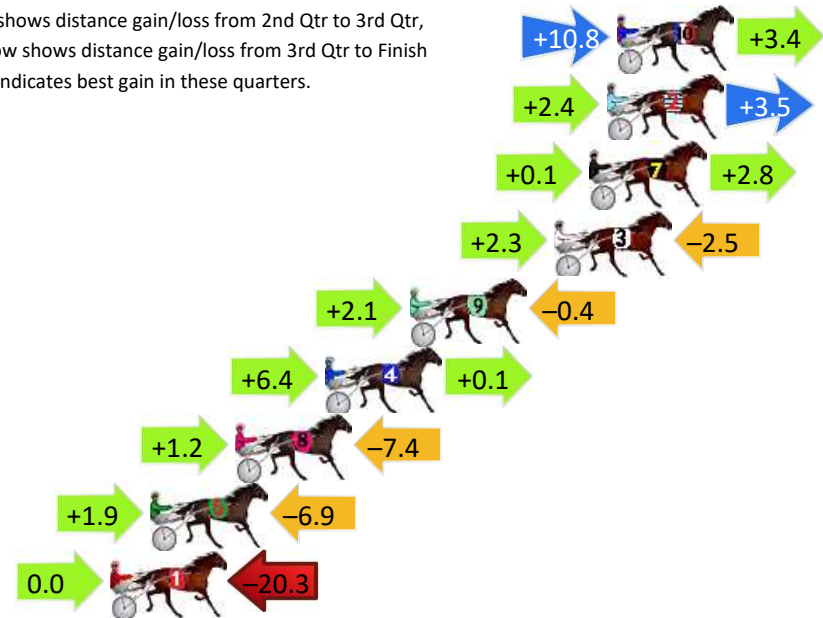 shows distance gain/loss from 2nd Qtr to 3rd Qtr,
ow shows distance gain/loss from 3rd Qtr to Finish
ndicates best gain in these quarters.
+10.8 10 +3.4
+2.4 2 +3.5
+0.1 7 +2.8
+2.3 3 –2.5
+2.1 9 –0.4
+6.4 4 +0.1
+1.2 8 –7.4
+1.9 –6.9
0.0 1 –20.3